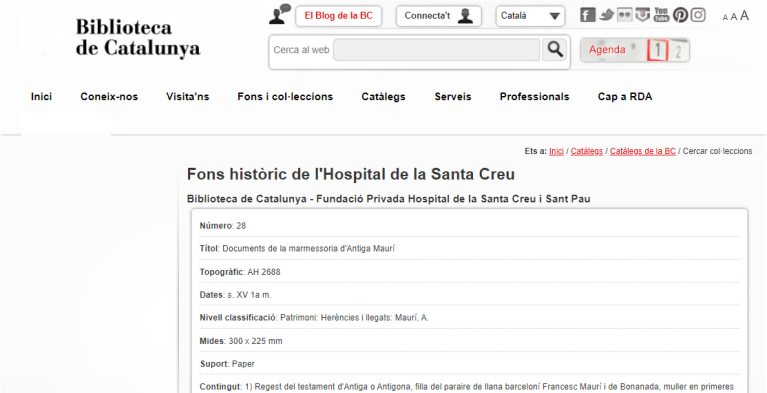 Biblioteca
de Catalunya
El Blog de la BC
Connecta't
Català
You
Tube
A A A
Cerca al web
Agenda 1 2
Inici Coneix-nos Visita'ns Fons i col·leccions Catàlegs Serveis Professionals Cap a RDA
Ets a: Inici / Catàlegs / Catàlegs de la BC / Cercar col·leccions
Fons històric de l'Hospital de la Santa Creu
Biblioteca de Catalunya - Fundació Privada Hospital de la Santa Creu i Sant Pau
Número: 28
Títol: Documents de la marmessoria d'Antiga Maurí
Topogràfic: AH 2688
Dates: s. XV 1a m.
Nivell classificació: Patrimoni: Herències i llegats: Maurí, A.
Mides: 300 x 225 mm
Suport: Paper
Contingut: 1) Regest del testament d'Antiga o Antigona, filla del paraire de llana barceloní Francesc Maurí i de Bonanada, muller en primeres